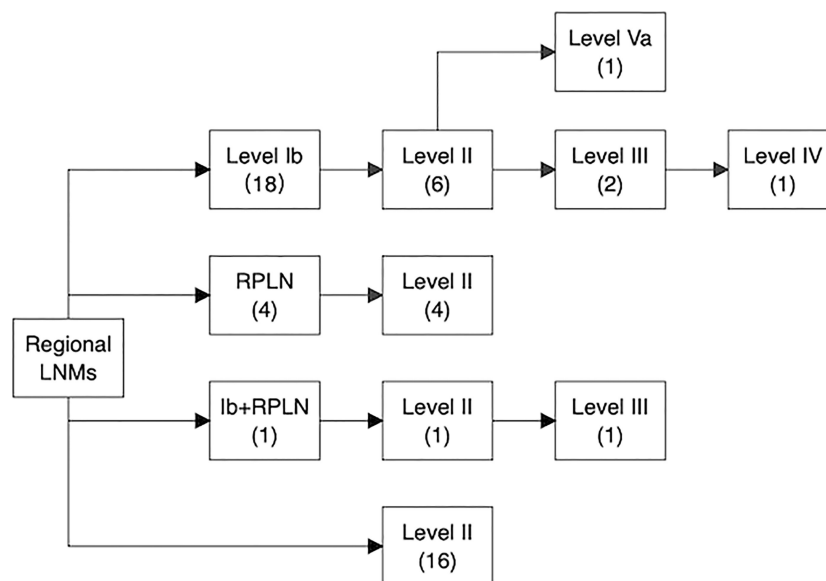 Level Va
(1)
Level Ib
(18)
Level II
(6)
Level III
(2)
Level IV
(1)
RPLN
(4)
Level II
(4)
Regional
LNMs
Ib+RPLN
(1)
Level II
(1)
Level III
(1)
Level II
(16)